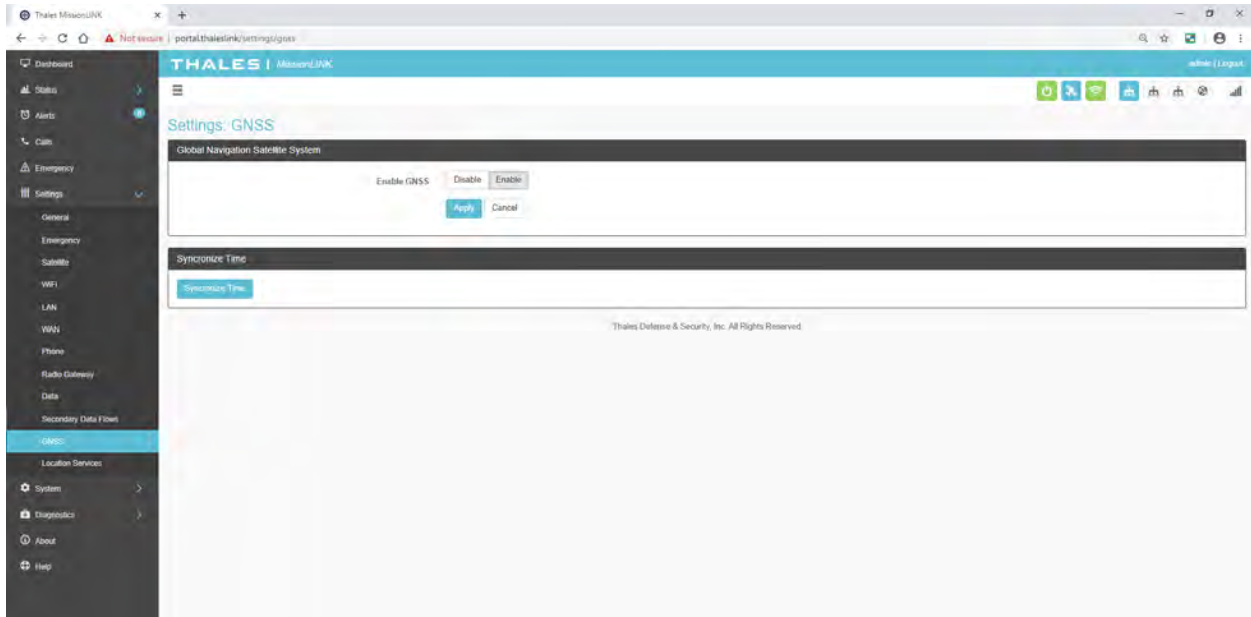 Thales MissionLINK
Not secure | portal.thaleslink/settings/gnss
Dashboard
THALES | MissionLINK
admin | Logout
Status
Alerts
Calls
Emergency
Settings
General
Emergency
Satellite
WiFi
LAN
WAN
Phone
Radio Gateway
Data
Secondary Data Flows
GNSS
Location Services
System
Diagnostics
About
Help
Settings: GNSS
Global Navigation Satellite System
Enable GNSS Disable Enable
Apply Cancel
Syncronize Time
Syncronize Time
Thales Defense & Security, Inc. All Rights Reserved.